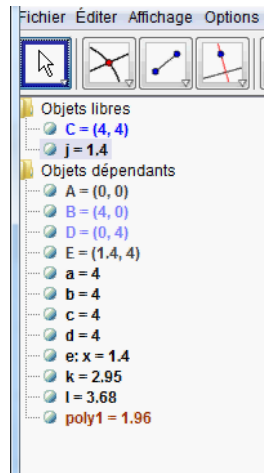 Fichier Éditer Affichage Options
Objets libres
C = (4, 4)
j = 1.4
Objets dépendants
A = (0, 0)
B = (4, 0)
D = (0, 4)
E = (1.4, 4)
a = 4
b = 4
c = 4
d = 4
e: x = 1.4
k = 2.95
l = 3.68
poly1 = 1.96